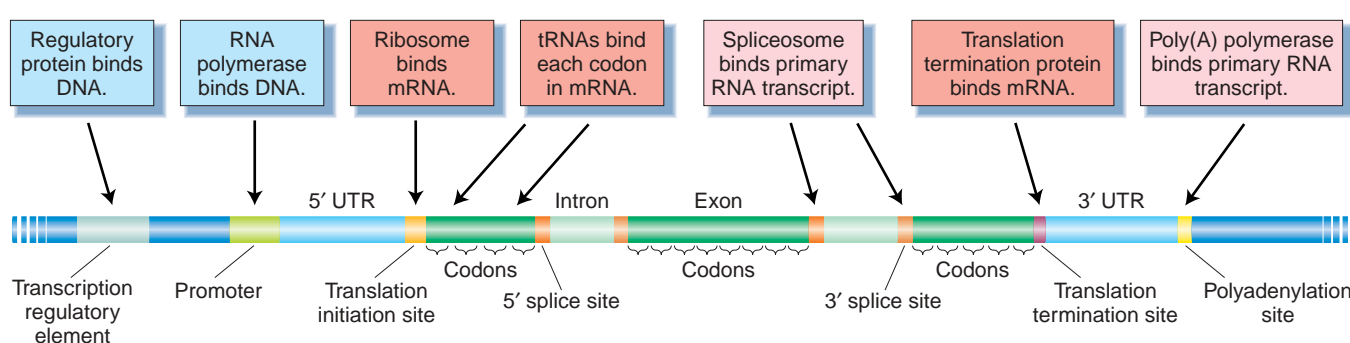 Regulatory
protein binds
DNA.
RNA
polymerase
binds DNA.
Ribosome
binds
mRNA.
tRNAs bind
each codon
in mRNA.
Spliceosome
binds primary
RNA transcript.
Translation
termination protein
binds mRNA.
Poly(A) polymerase
binds primary RNA
transcript.
5′ UTR
Intron
Exon
3′ UTR
Transcription
regulatory
element
Promoter
Translation
initiation site
Codons
5′ splice site
Codons
3′ splice site
Codons
Translation
termination site
Polyadenylation
site